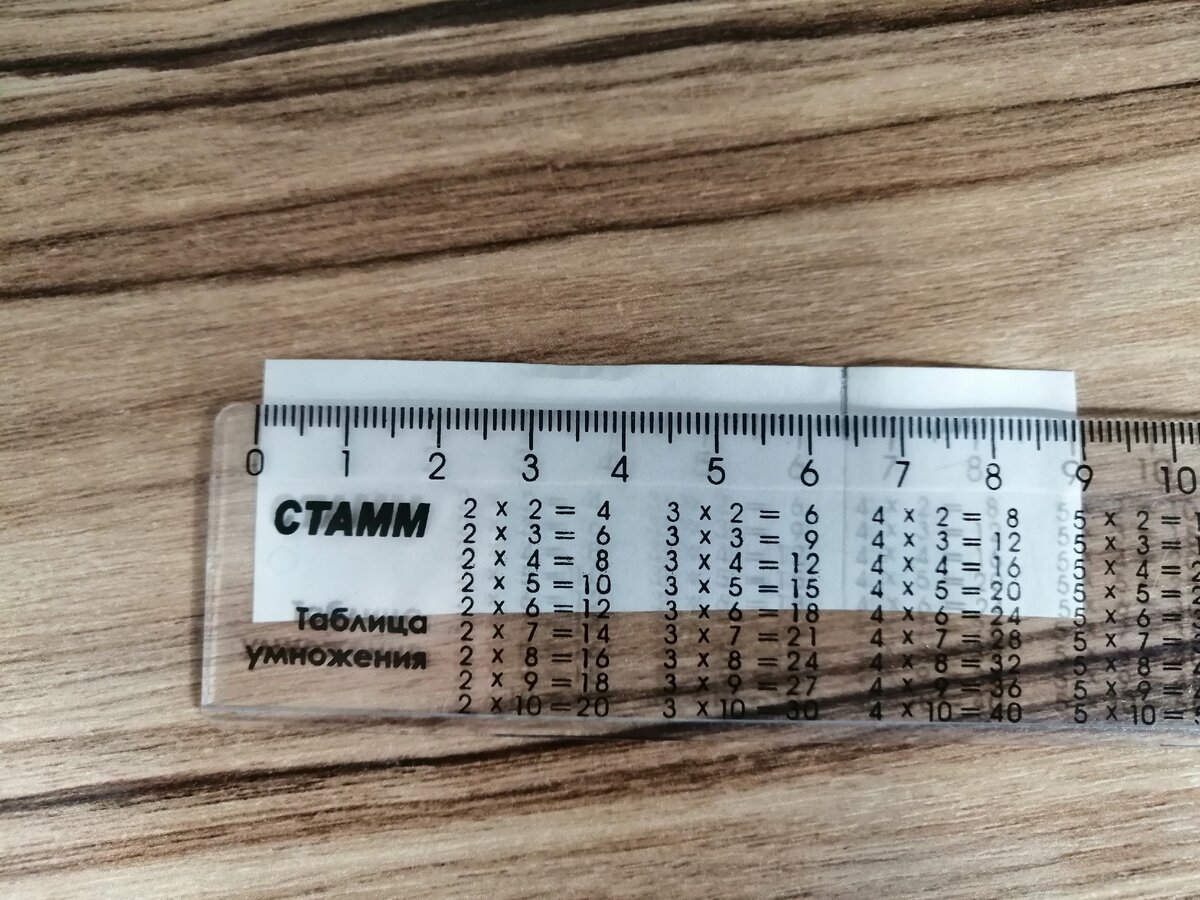 0 1 2 3 4 5 6 7 8 9 10
СТАММ
2 x 2 = 4 3 x 2 = 6 4 x 2 = 8 5 x 2 =
2 x 3 = 6 3 x 3 = 9 4 x 3 = 12 5 x 3 =
2 x 4 = 8 3 x 4 = 12 4 x 4 = 16 5 x 4 =
2 x 5 = 10 3 x 5 = 15 4 x 5 = 20 5 x 5 =
2 x 6 = 12 3 x 6 = 18 4 x 6 = 24 5 x 6 =
Таблица
2 x 7 = 14 3 x 7 = 21 4 x 7 = 28 5 x 7 =
умножения
2 x 8 = 16 3 x 8 = 24 4 x 8 = 32 5 x 8 =
2 x 9 = 18 3 x 9 = 27 4 x 9 = 36 5 x 9 =
2 x 10 = 20 3 x 10 = 30 4 x 10 = 40 5 x 10 =